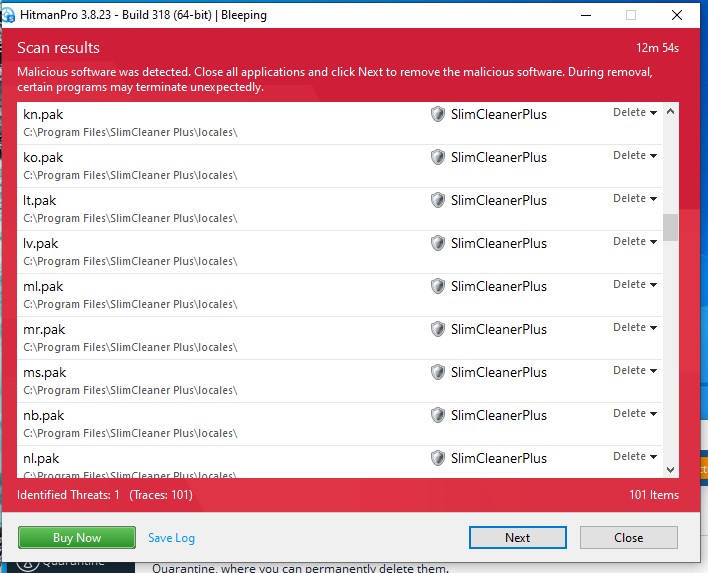 HitmanPro 3.8.23 - Build 318 (64-bit) | Bleeping
Scan results 12m 54s
Malicious software was detected. Close all applications and click Next to remove the malicious software. During removal,
certain programs may terminate unexpectedly.
kn.pak SlimCleanerPlus Delete
C:\Program Files\SlimCleaner Plus\locales\
ko.pak SlimCleanerPlus Delete
C:\Program Files\SlimCleaner Plus\locales\
lt.pak SlimCleanerPlus Delete
C:\Program Files\SlimCleaner Plus\locales\
lv.pak SlimCleanerPlus Delete
C:\Program Files\SlimCleaner Plus\locales\
ml.pak SlimCleanerPlus Delete
C:\Program Files\SlimCleaner Plus\locales\
mr.pak SlimCleanerPlus Delete
C:\Program Files\SlimCleaner Plus\locales\
ms.pak SlimCleanerPlus Delete
C:\Program Files\SlimCleaner Plus\locales\
nb.pak SlimCleanerPlus Delete
C:\Program Files\SlimCleaner Plus\locales\
nl.pak SlimCleanerPlus Delete
C:\Program Files\SlimCleaner Plus\locales\
Identified Threats: 1 (Traces: 101) 101 Items
Buy Now Save Log Next Close
Quarantine Quarantine, where you can permanently delete them.